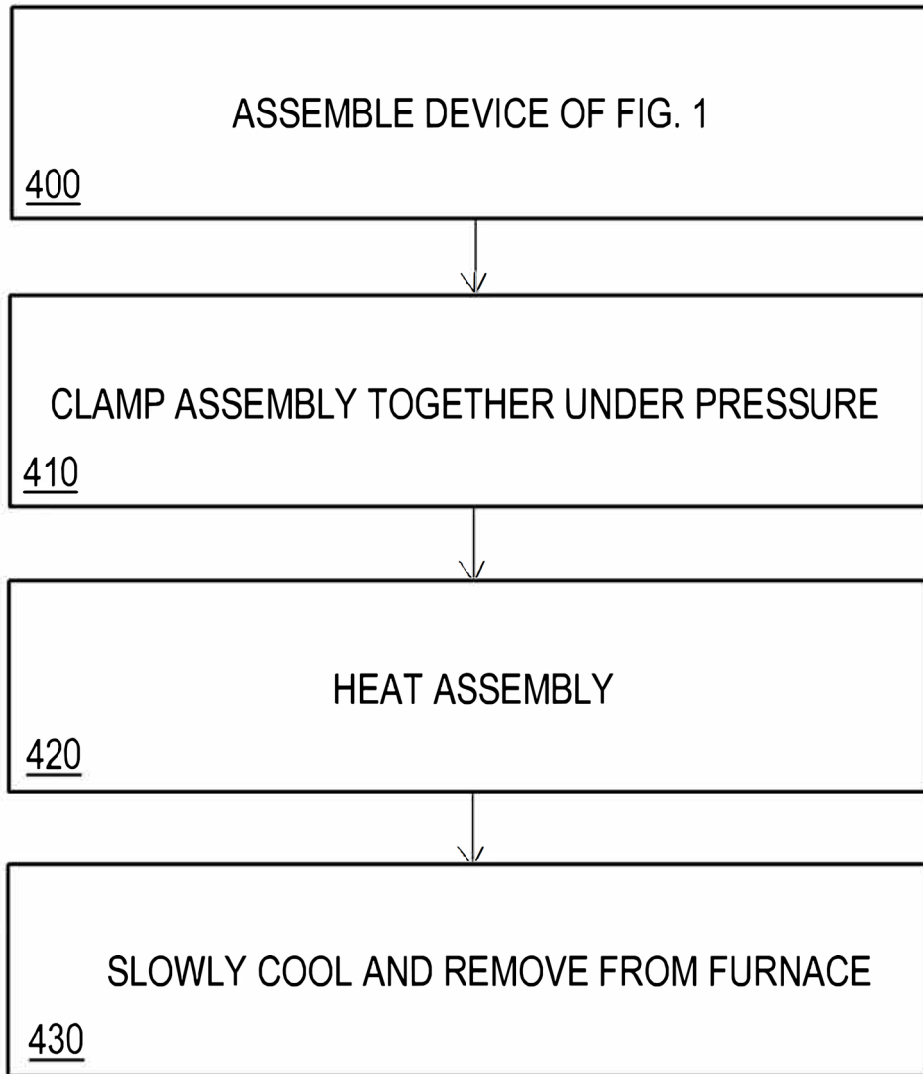 ASSEMBLE DEVICE OF FIG. 1
400
CLAMP ASSEMBLY TOGETHER UNDER PRESSURE
410
HEAT ASSEMBLY
420
SLOWLY COOL AND REMOVE FROM FURNACE
430